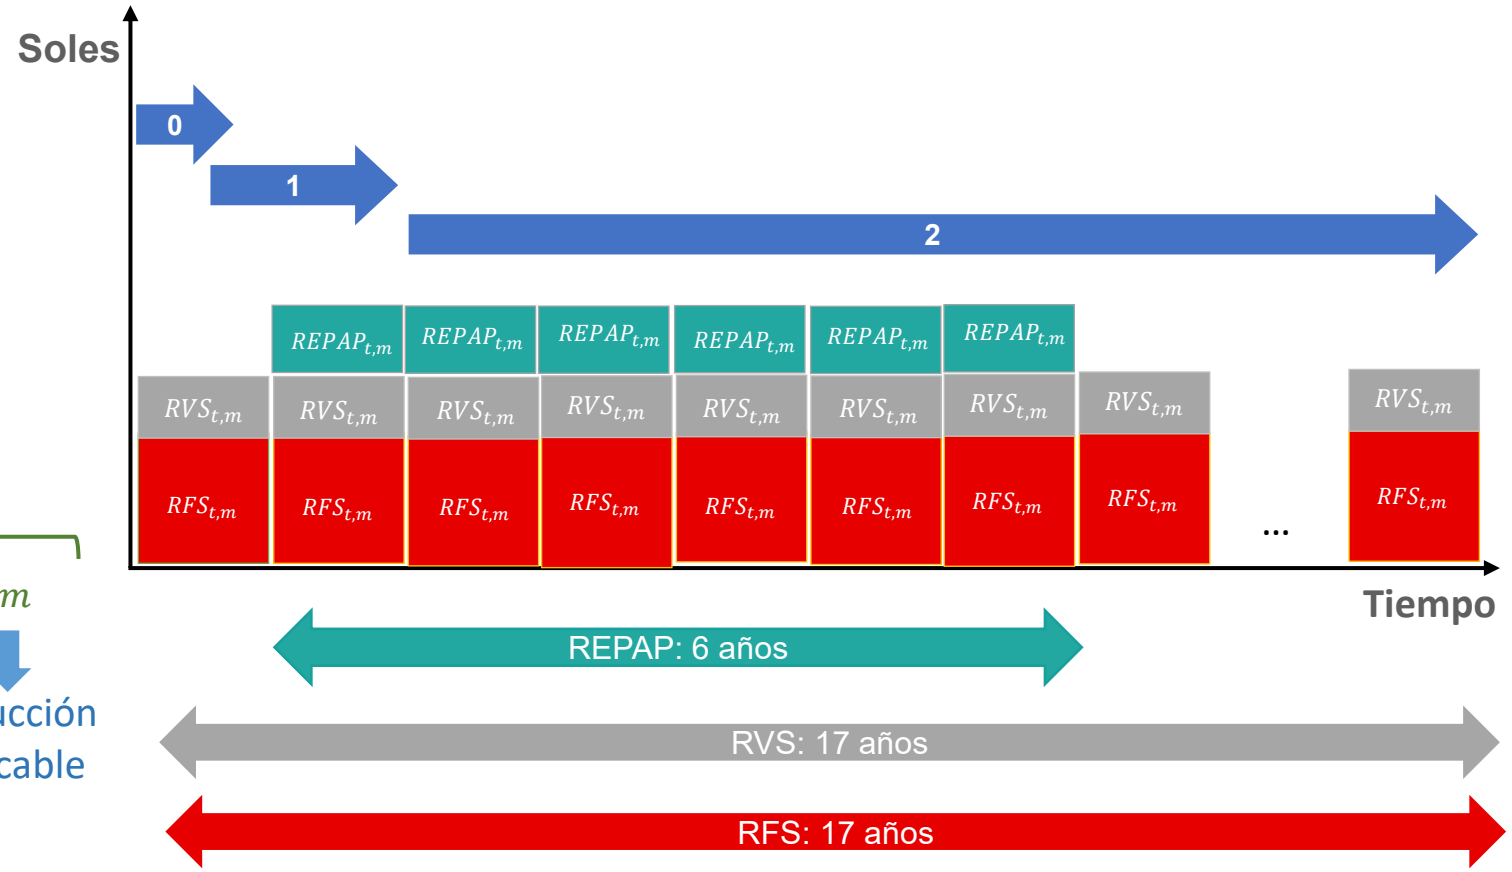 Soles
0
1
2
REPAP_{t,m} REPAP_{t,m} REPAP_{t,m} REPAP_{t,m} REPAP_{t,m} REPAP_{t,m}
RVS_{t,m} RVS_{t,m} RVS_{t,m} RVS_{t,m} RVS_{t,m} RVS_{t,m} RVS_{t,m} RVS_{t,m} RVS_{t,m}
RFS_{t,m} RFS_{t,m} RFS_{t,m} RFS_{t,m} RFS_{t,m} RFS_{t,m} RFS_{t,m} RFS_{t,m} ... RFS_{t,m}
m
Tiempo
REPAP: 6 años
ucción
cable
RVS: 17 años
RFS: 17 años